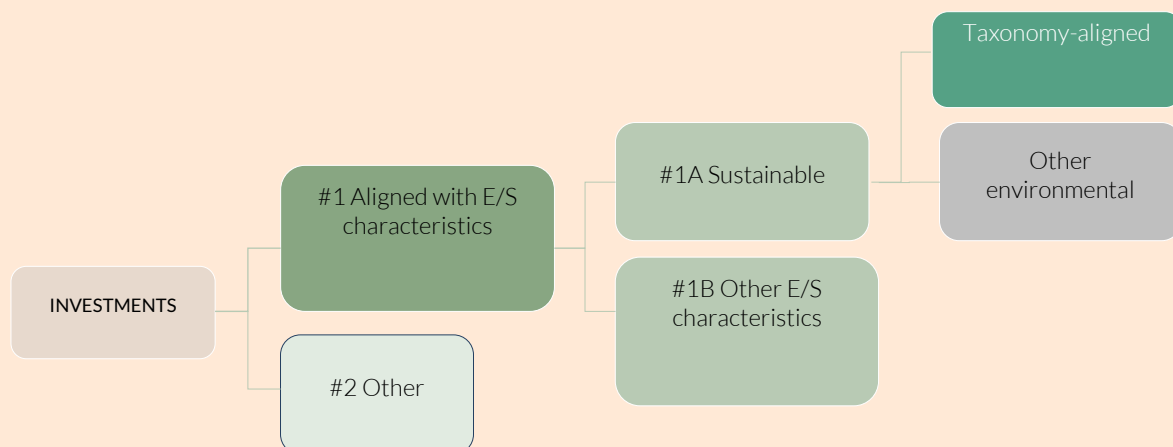 Taxonomy-aligned
Other
environmental
#1A Sustainable
#1 Aligned with E/S
characteristics
#1B Other E/S
characteristics
INVESTMENTS
#2 Other